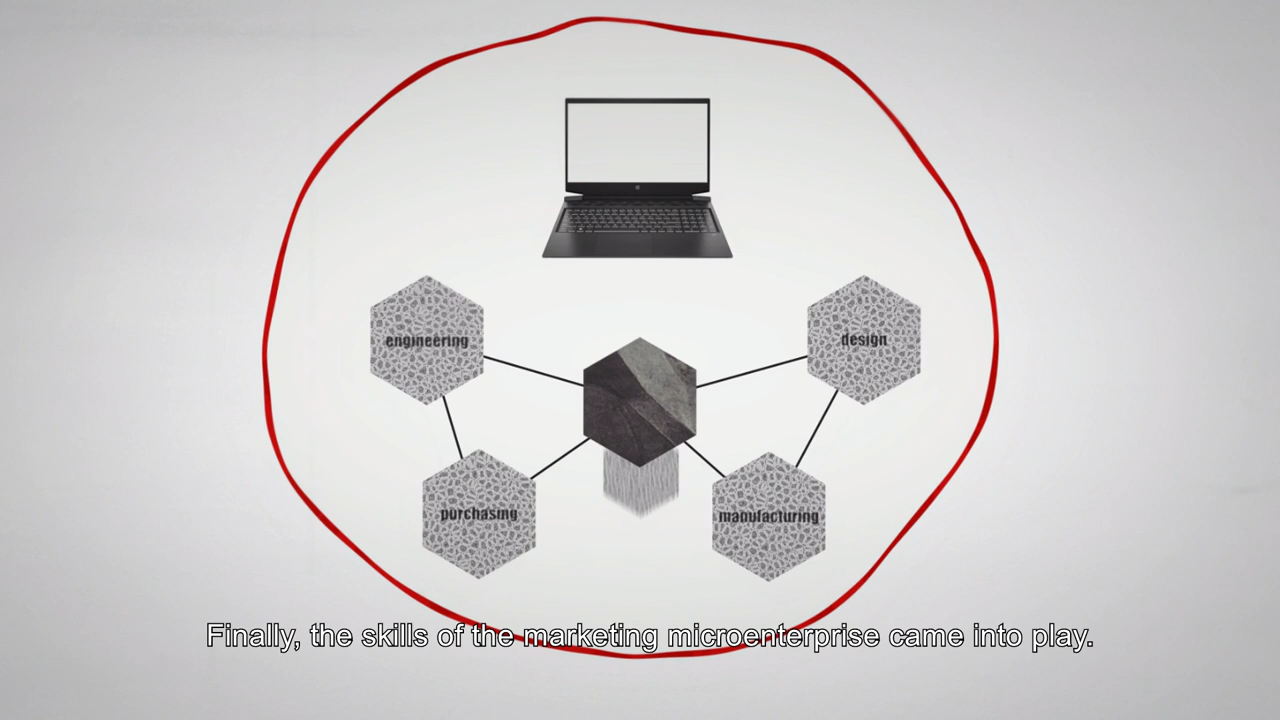 engineering
design
purchasing
manufacturing
Finally, the skills of the marketing microenterprise came into play.